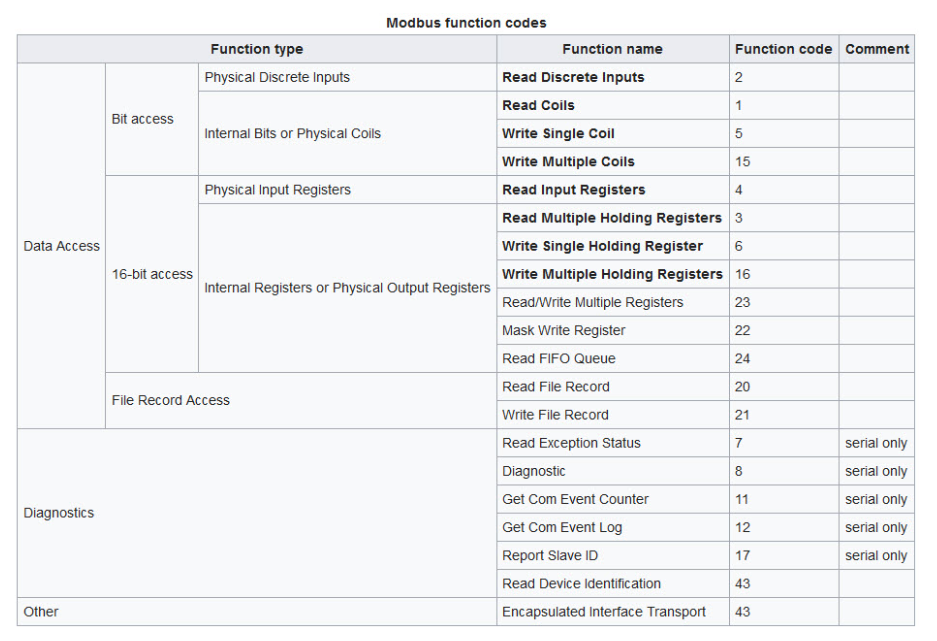 Modbus function codes
Function type Function name Function code Comment
Data Access Bit access Physical Discrete Inputs Read Discrete Inputs 2
Internal Bits or Physical Coils Read Coils 1
Write Single Coil 5
Write Multiple Coils 15
16-bit access Physical Input Registers Read Input Registers 4
Internal Registers or Physical Output Registers Read Multiple Holding Registers 3
Write Single Holding Register 6
Write Multiple Holding Registers 16
Read/Write Multiple Registers 23
Mask Write Register 22
Read FIFO Queue 24
File Record Access Read File Record 20
Write File Record 21
Diagnostics Read Exception Status 7 serial only
Diagnostic 8 serial only
Get Com Event Counter 11 serial only
Get Com Event Log 12 serial only
Report Slave ID 17 serial only
Read Device Identification 43
Other Encapsulated Interface Transport 43